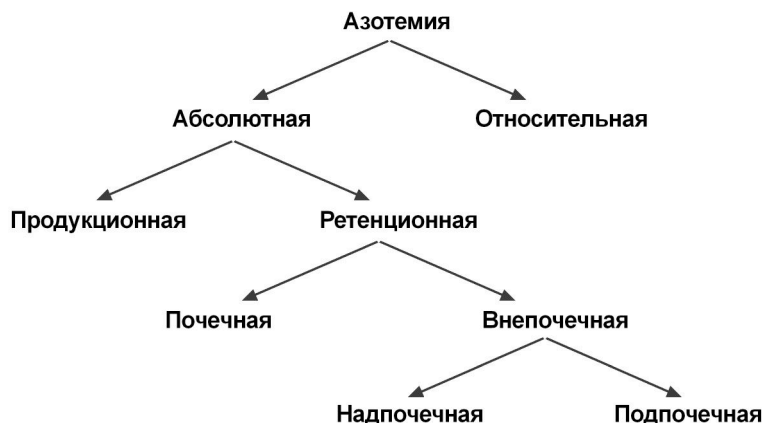 Азотемия
Абсолютная Относительная
Продукционная Ретенционная
Почечная Внепочечная
Надпочечная Подпочечная